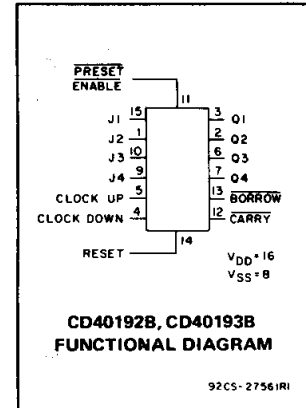 PRESET
ENABLE
11
J1 15 3 Q1
J2 1 2 Q2
J3 10 6 Q3
J4 9 7 Q4
CLOCK UP 5 13 BORROW
CLOCK DOWN 4 12 CARRY
RESET 14
VDD=16
VSS=8
CD40192B, CD40193B
FUNCTIONAL DIAGRAM
92CS-27561R1